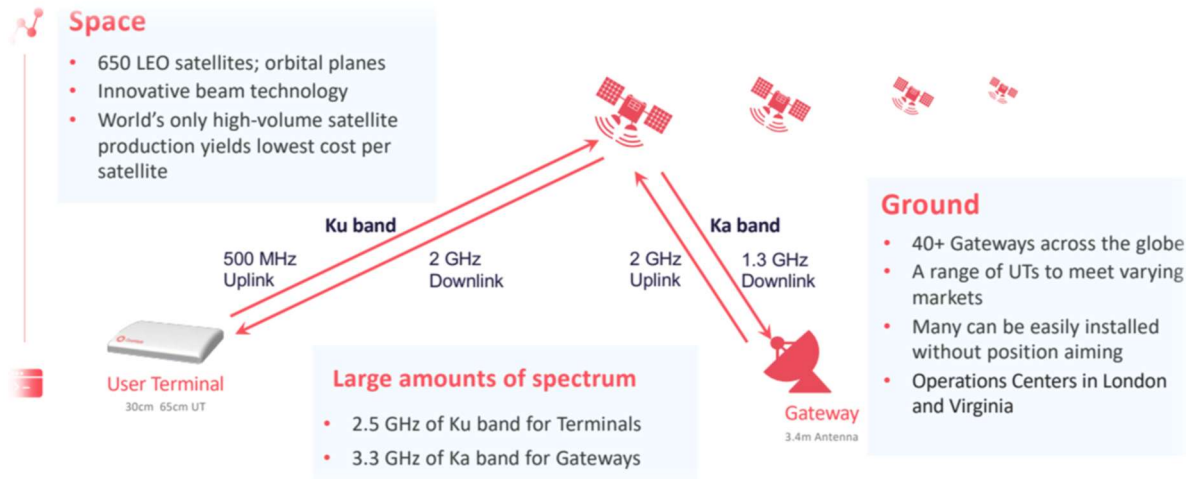 Space
• 650 LEO satellites; orbital planes
• Innovative beam technology
• World's only high-volume satellite
production yields lowest cost per
satellite
Ku band
500 MHz
Uplink
2 GHz
Downlink
Ka band
2 GHz
Uplink
1.3 GHz
Downlink
User Terminal
30cm 65cm UT
Large amounts of spectrum
• 2.5 GHz of Ku band for Terminals
• 3.3 GHz of Ka band for Gateways
Gateway
3.4m Antenna
Ground
• 40+ Gateways across the globe
• A range of UTs to meet varying
markets
• Many can be easily installed
without position aiming
• Operations Centers in London
and Virginia